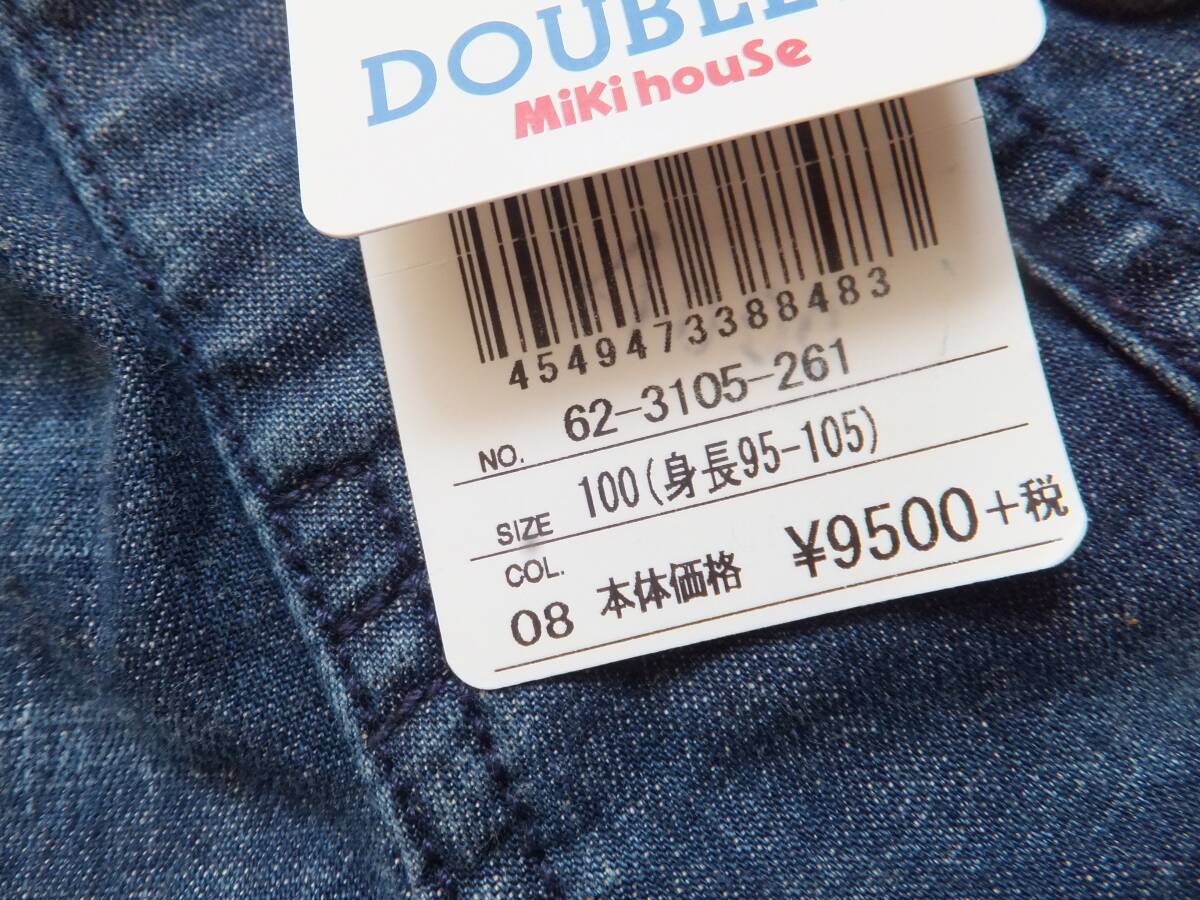 DOUBLE
MiKi houSe
4549473388483
NO. 62-3105-261
SIZE 100(身長95-105)
COL.
08 本体価格 ¥9500+税